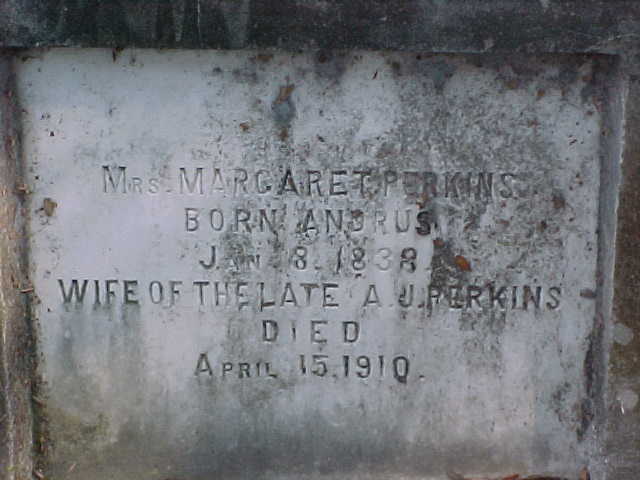 MRS. MARGARET PERKINS
BORN ANDRUS
JAN. 8. 1838
WIFE OF THE LATE A. J. PERKINS
DIED
APRIL 15. 1910.